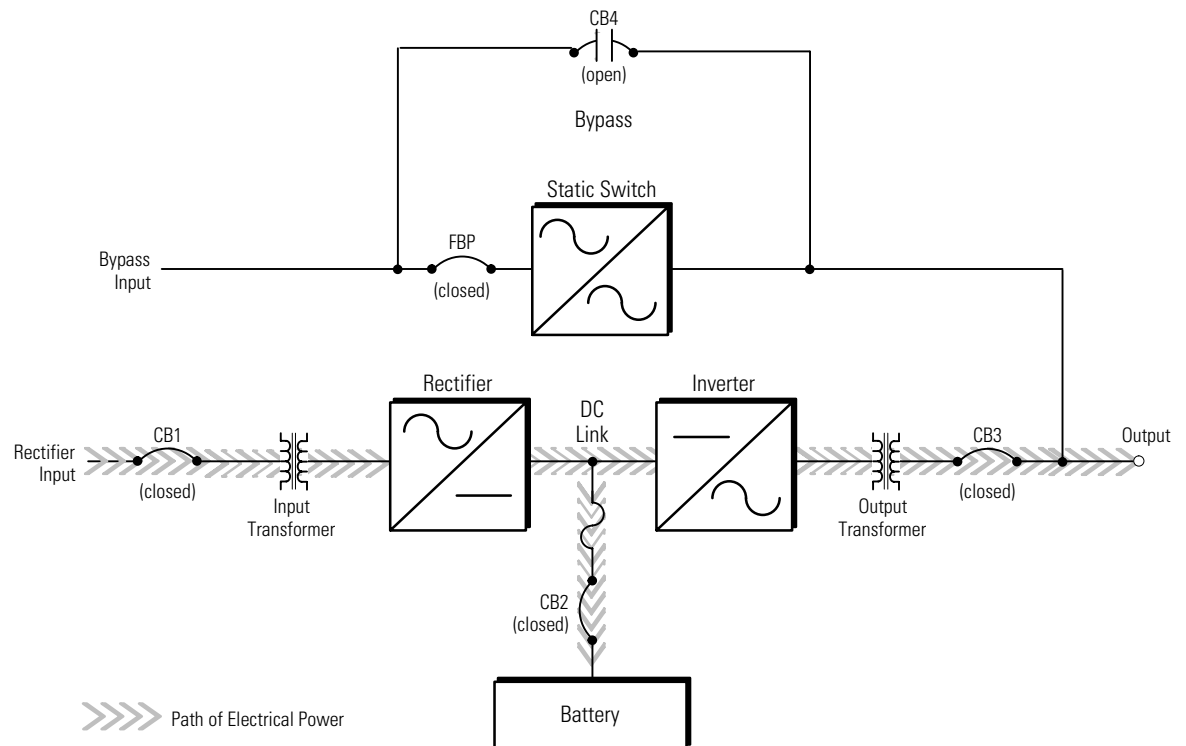 CB4
(open)
Bypass
Static Switch
FBP
(closed)
Bypass
Input
Rectifier
Inverter
DC
Link
CB1
(closed)
Rectifier
Input
Input
Transformer
Output
Transformer
CB3
(closed)
Output
CB2
(closed)
Battery
Path of Electrical Power